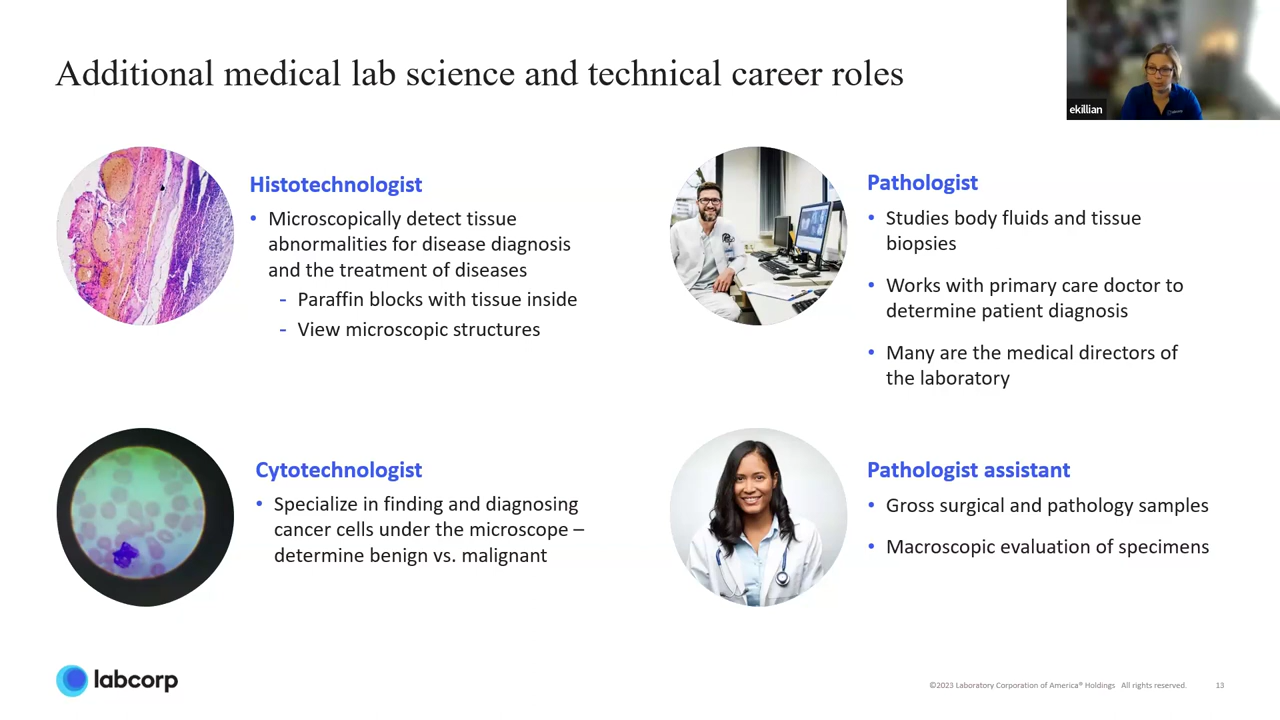 Additional medical lab science and technical career roles
ekillian
Histotechnologist
• Microscopically detect tissue
abnormalities for disease diagnosis
and the treatment of diseases
- Paraffin blocks with tissue inside
- View microscopic structures
Pathologist
• Studies body fluids and tissue
biopsies
• Works with primary care doctor to
determine patient diagnosis
• Many are the medical directors of
the laboratory
Cytotechnologist
• Specialize in finding and diagnosing
cancer cells under the microscope –
determine benign vs. malignant
Pathologist assistant
• Gross surgical and pathology samples
• Macroscopic evaluation of specimens
labcorp
©2023 Laboratory Corporation of America® Holdings All rights reserved. 13